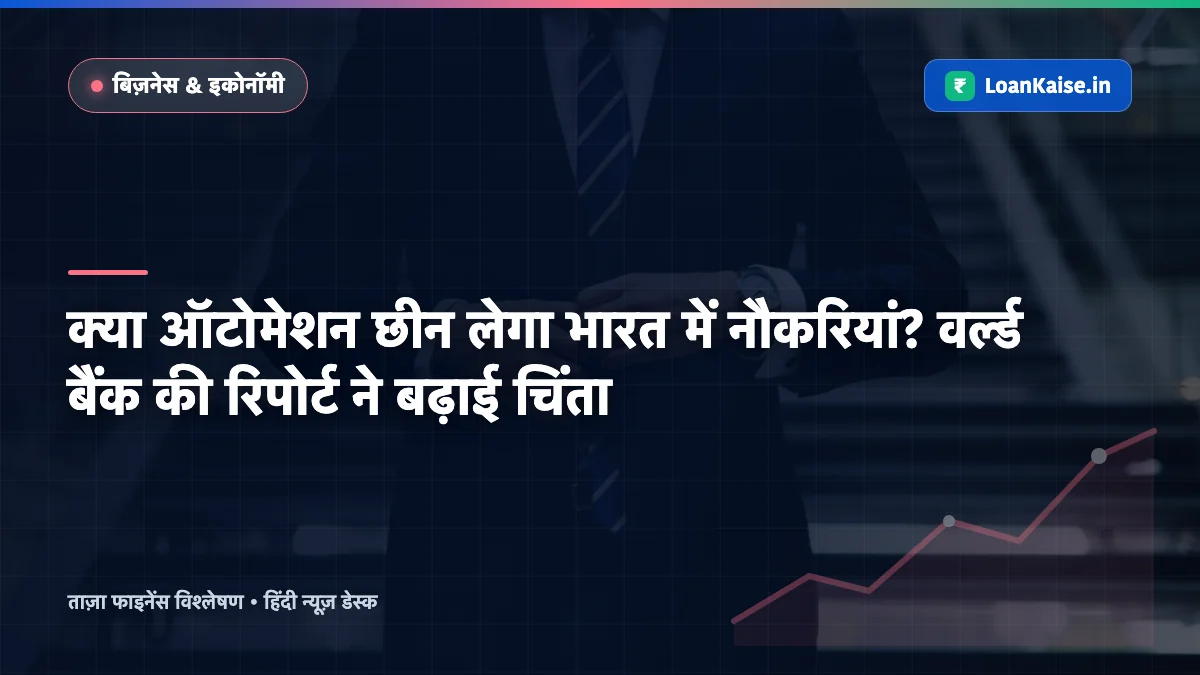 बिज़नेस & इकोनॉमी
₹ LoanKaise.in
क्या ऑटोमेशन छीन लेगा भारत में नौकरियां? वर्ल्ड
बैंक की रिपोर्ट ने बढ़ाई चिंता
ताज़ा फाइनेंस विश्लेषण • हिंदी न्यूज़ डेस्क